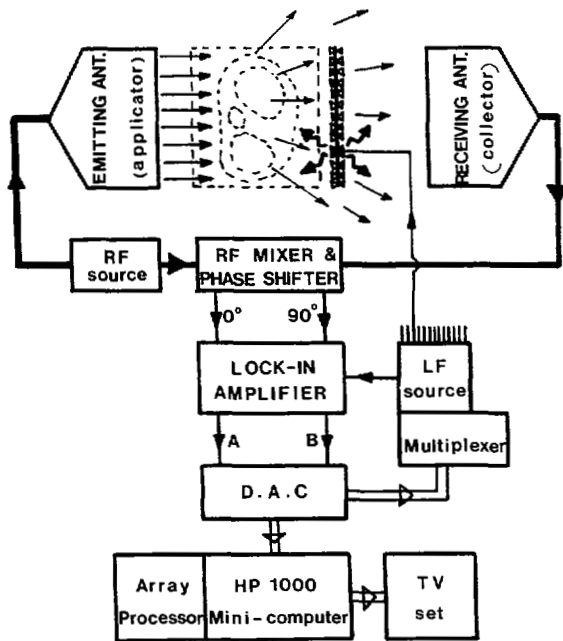 EMITTING ANT.
(applicator)
RECEIVING ANT.
(collector)
RF
source
RF MIXER &
PHASE SHIFTER
0°
90°
LOCK-IN
AMPLIFIER
LF
source
Multiplexer
A
B
D.A.C
Array
Processor
HP 1000
Mini-computer
TV
set